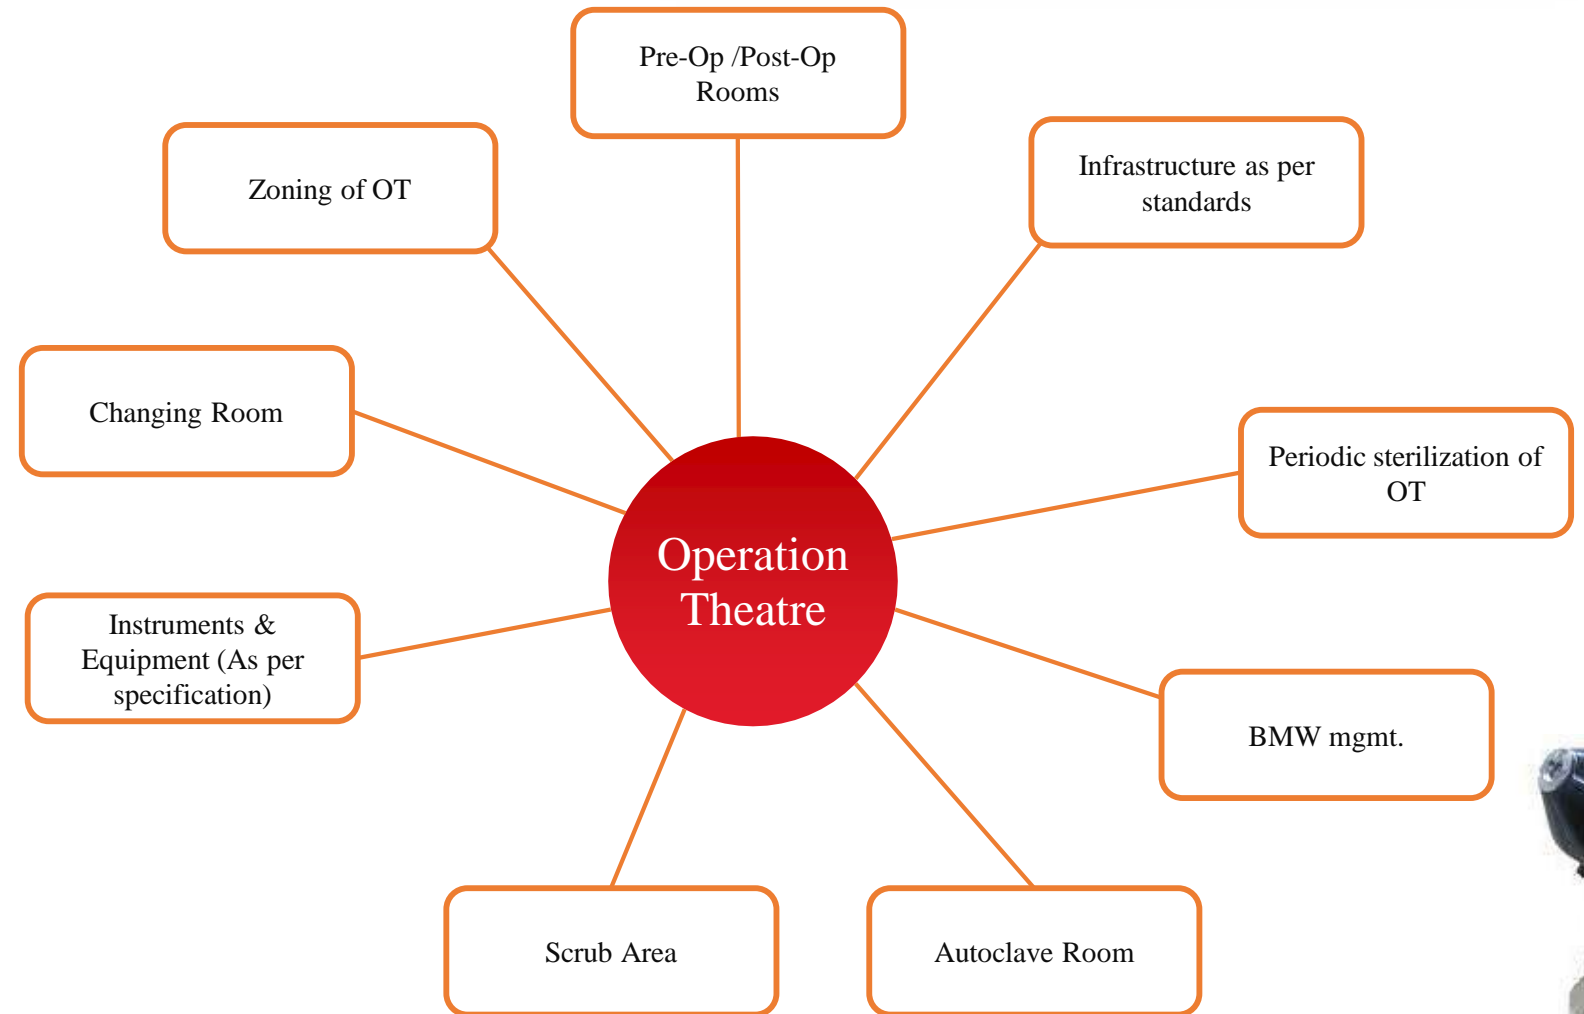 Pre-Op /Post-Op
Rooms
Zoning of OT
Infrastructure as per
standards
Changing Room
Periodic sterilization of
OT
Operation
Theatre
Instruments &
Equipment (As per
specification)
BMW mgmt.
Scrub Area
Autoclave Room